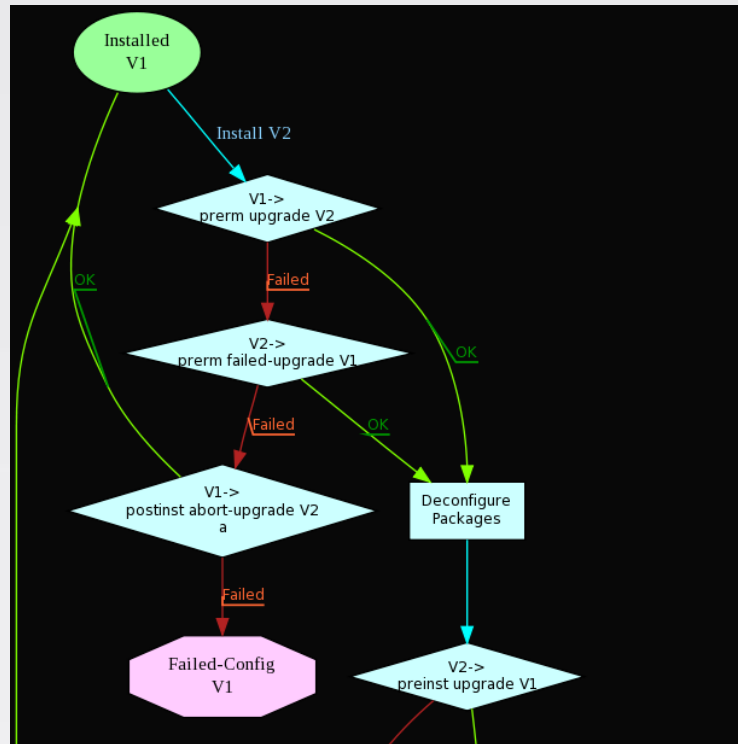 Installed
V1
Install V2
V1->
prerm upgrade V2
OK
Failed
V2->
prerm failed-upgrade V1
OK
OK
Failed
V1->
postinst abort-upgrade V2
a
Deconfigure
Packages
Failed
Failed-Config
V1
V2->
preinst upgrade V1